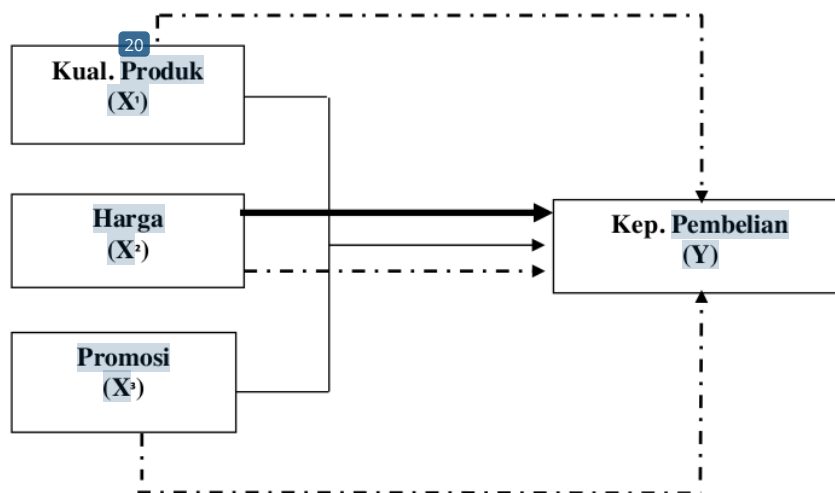 20
Kual. Produk
(X¹)
Harga
(X²)
Kep. Pembelian
(Y)
Promosi
(X³)